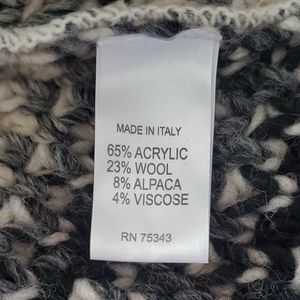 MADE IN ITALY
65% ACRYLIC
23% WOOL
8% ALPACA
4% VISCOSE
RN 75343